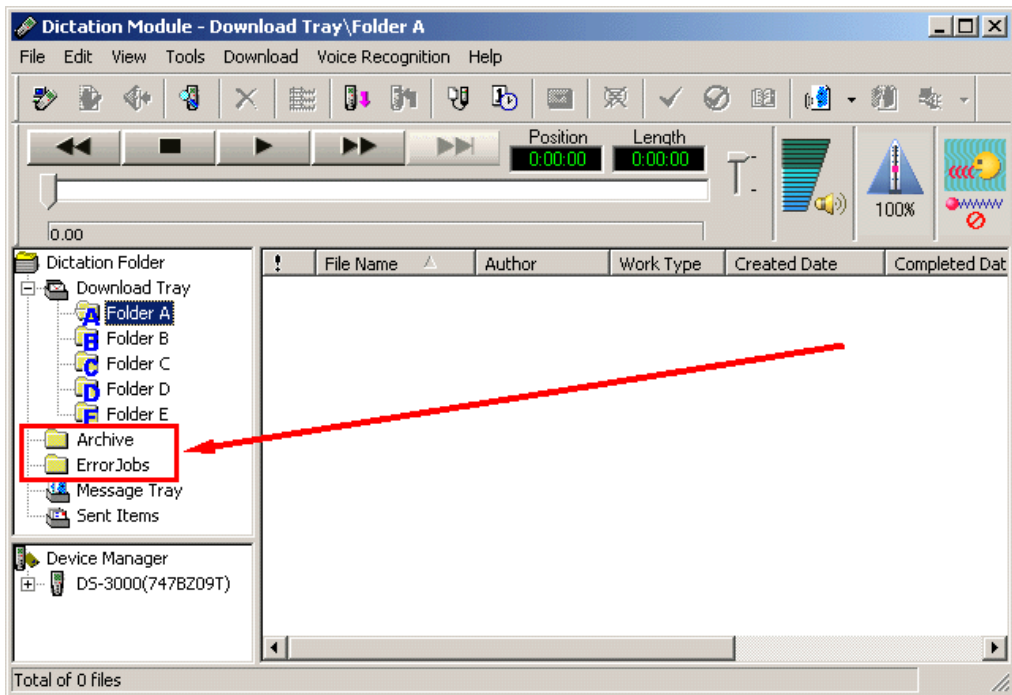 Dictation Module - Download Tray\Folder A
File Edit View Tools Download Voice Recognition Help
Position Length
0:00:00 0:00:00
100%
0.00
Dictation Folder
! File Name Author Work Type Created Date Completed Dat
Download Tray
Folder A
Folder B
Folder C
Folder D
Folder E
Archive
ErrorJobs
Message Tray
Sent Items
Device Manager
DS-3000(747BZ09T)
Total of 0 files